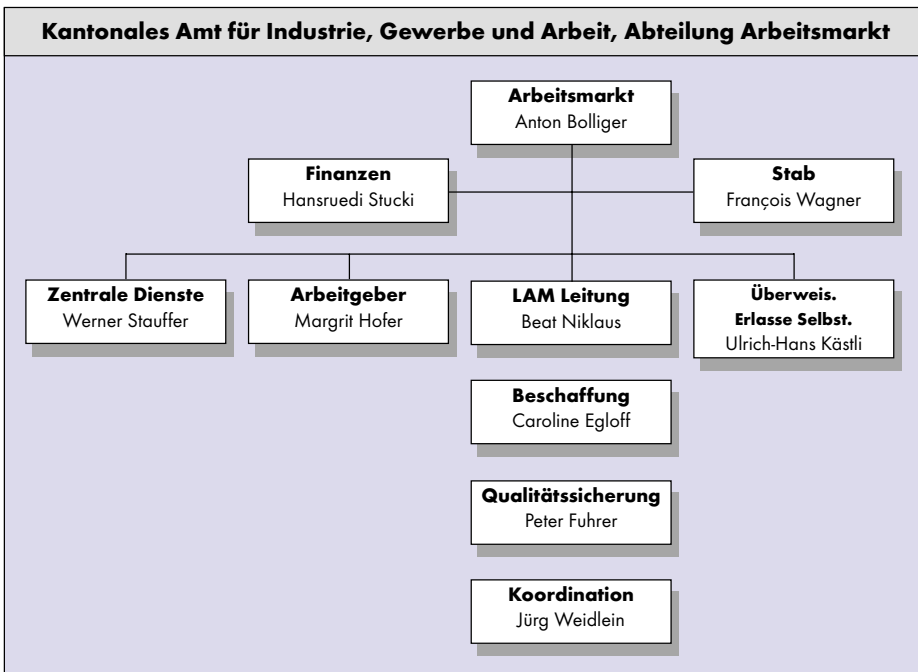 Kantonales Amt für Industrie, Gewerbe und Arbeit, Abteilung Arbeitsmarkt
Arbeitsmarkt
Anton Bolliger
Finanzen
Hansruedi Stucki
Stab
François Wagner
Zentrale Dienste
Werner Stauffer
Arbeitgeber
Margrit Hofer
LAM Leitung
Beat Niklaus
Überweis.
Erlasse Selbst.
Ulrich-Hans Kästli
Beschaffung
Caroline Egloff
Qualitätssicherung
Peter Fuhrer
Koordination
Jürg Weidlein